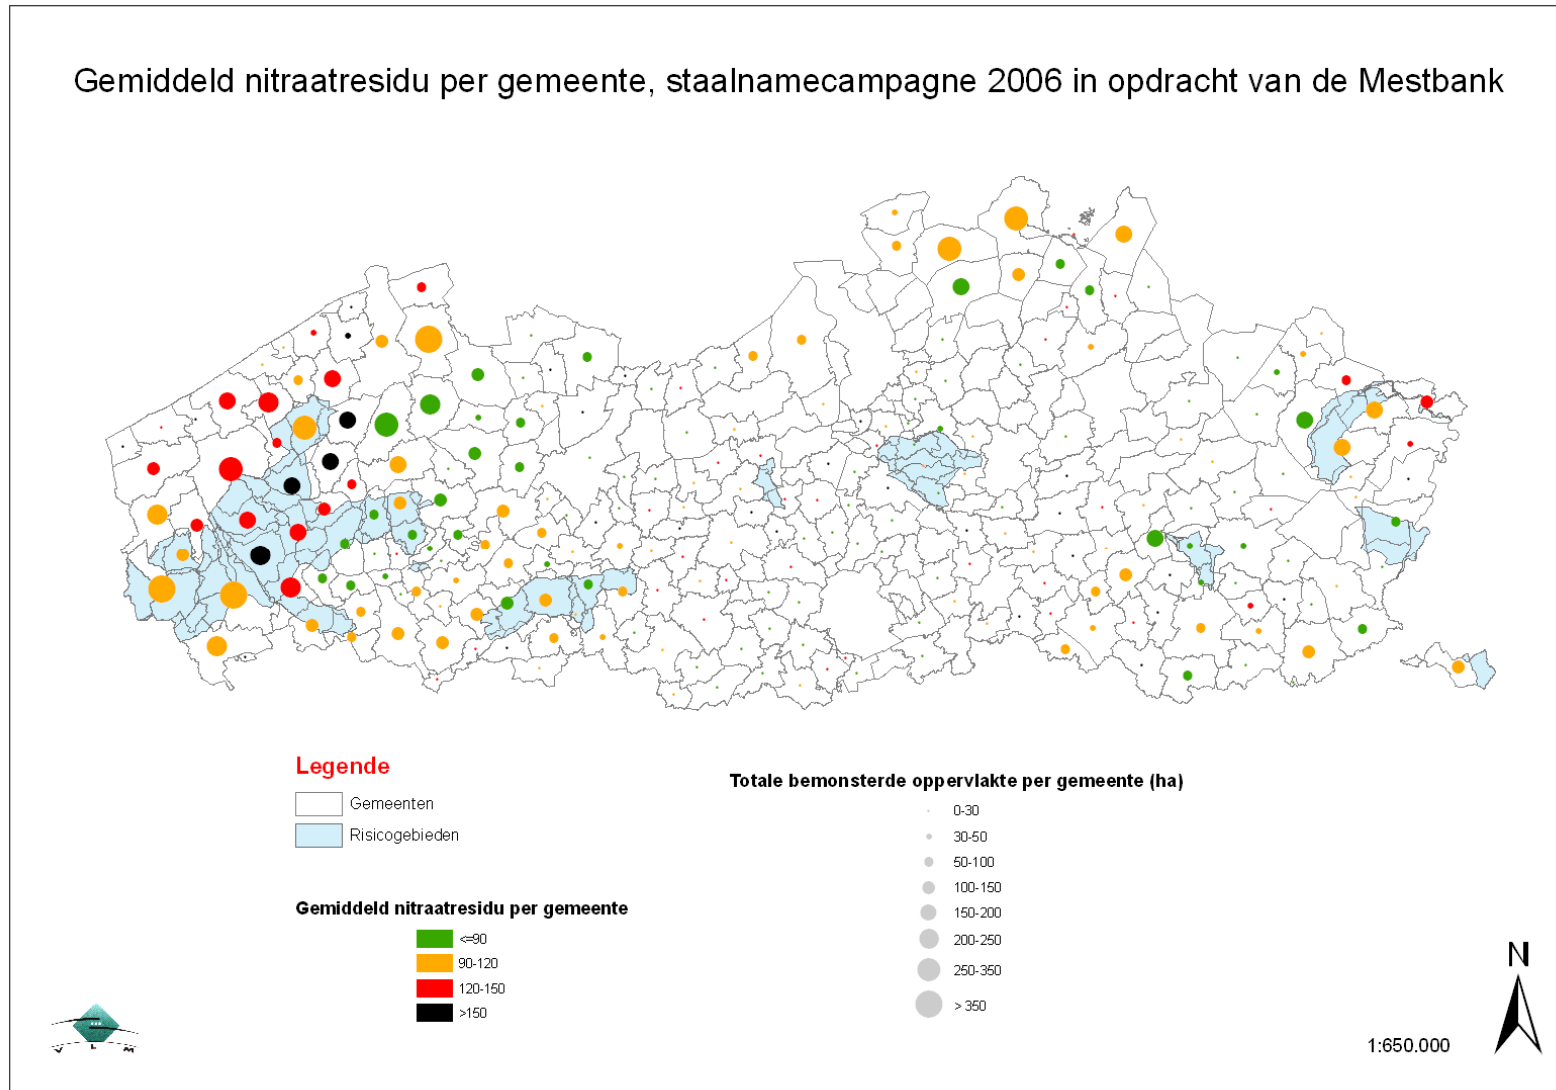 Gemiddeld nitraatresidu per gemeente, staalnamecampagne 2006 in opdracht van de Mestbank
Legende
Gemeenten
Risicogebieden
Gemiddeld nitraatresidu per gemeente
<=90
90-120
120-150
>150
Totale bemonsterde oppervlakte per gemeente (ha)
0-30
30-50
50-100
100-150
150-200
200-250
250-350
> 350
V L M
N
1:650.000